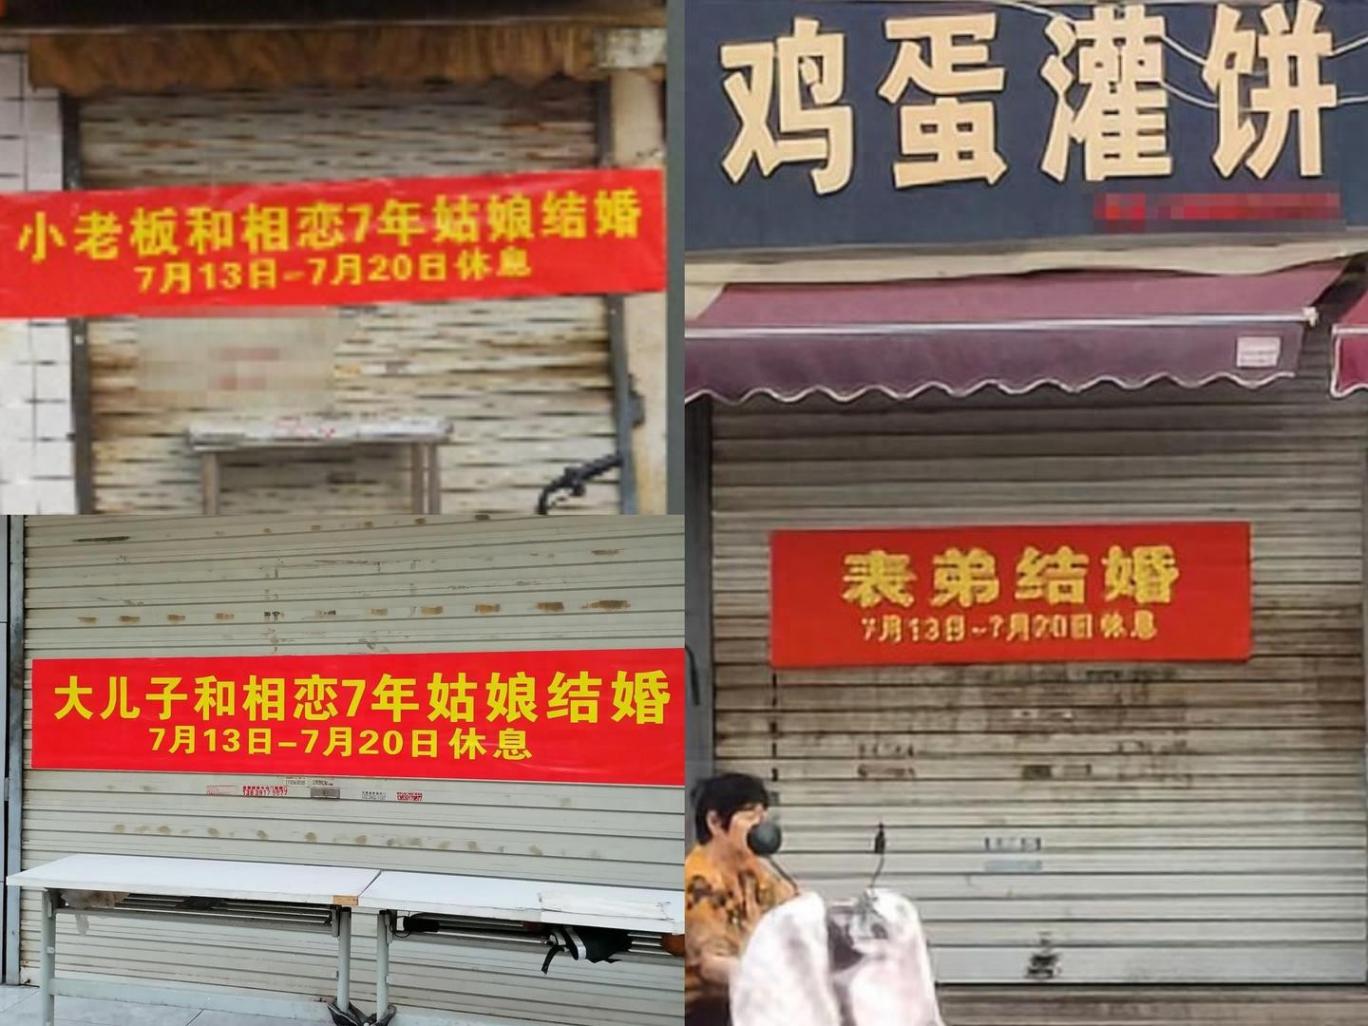 小老板和相恋7年姑娘结婚
7月13日-7月20日休息
鸡蛋灌饼
大儿子和相恋7年姑娘结婚
7月13日-7月20日休息
表弟结婚
7月13日-7月20日休息